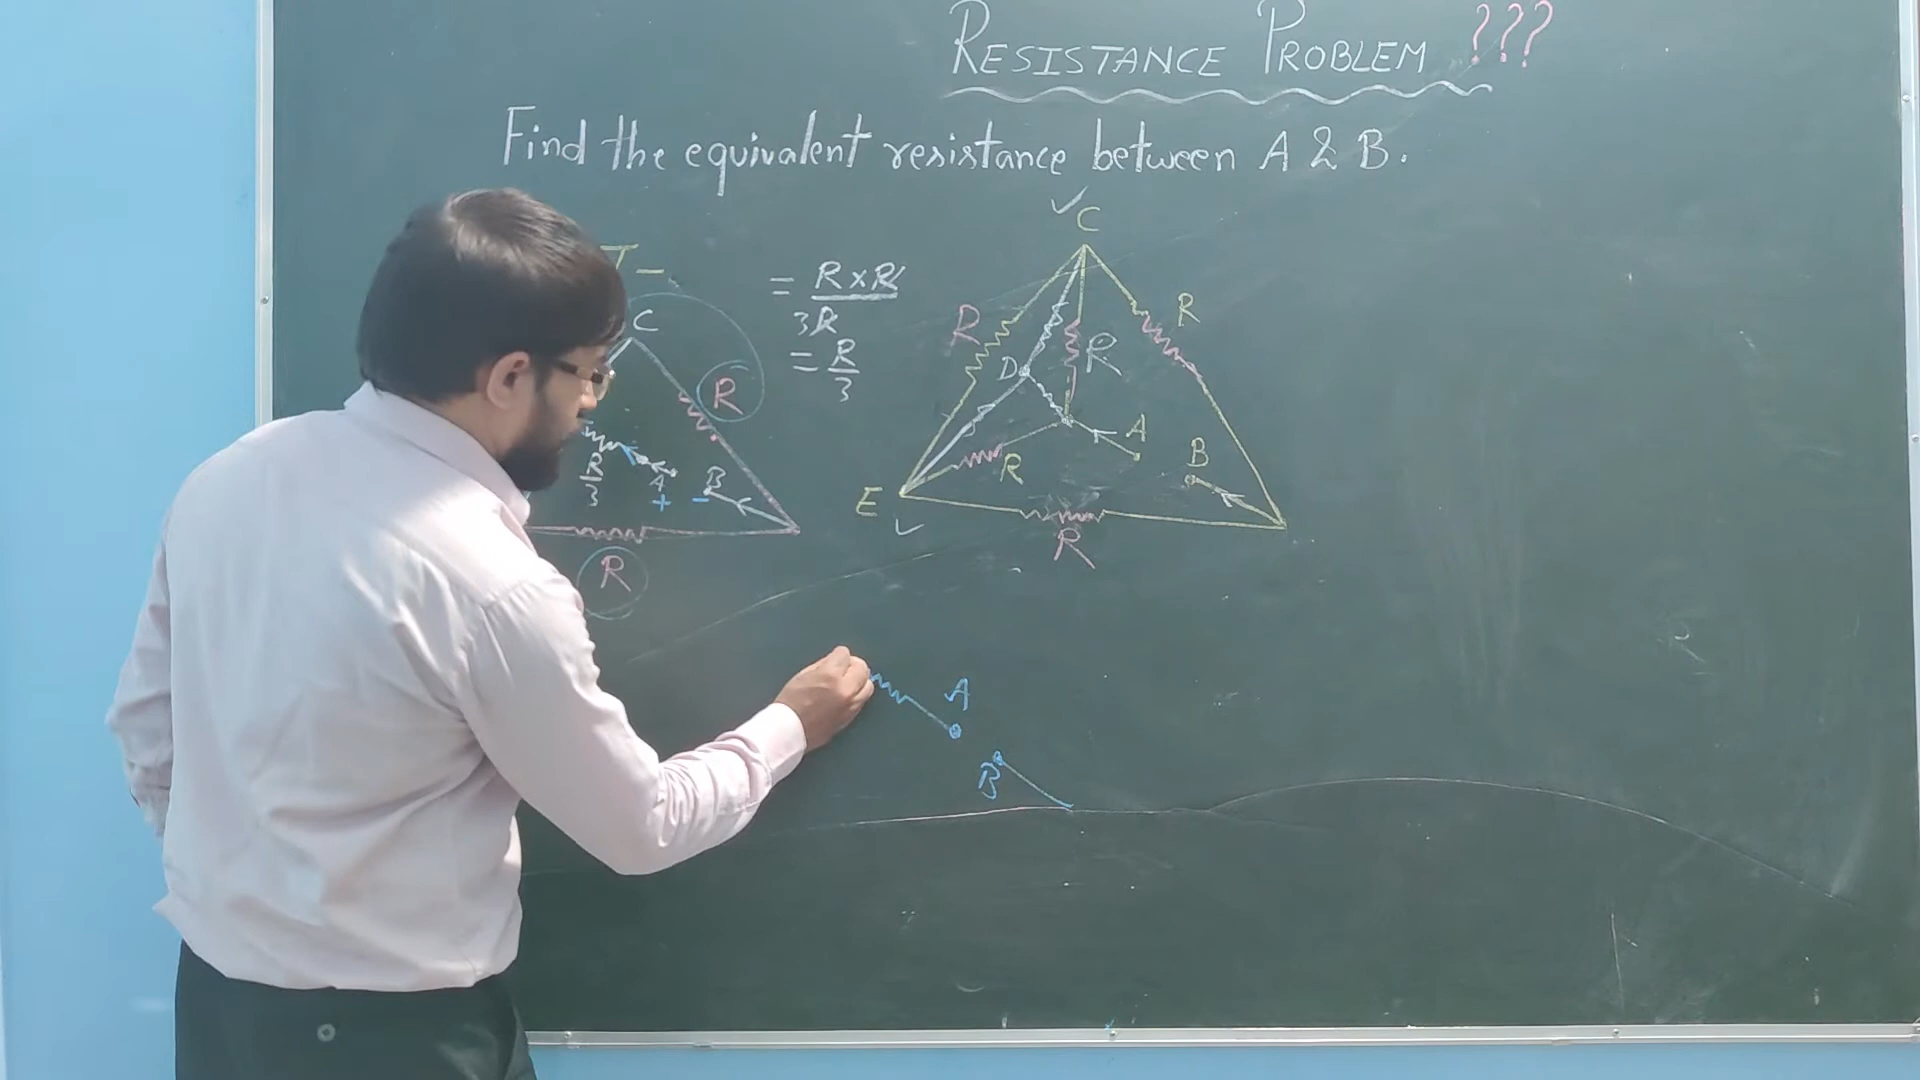 RESISTANCE PROBLEM ???
Find the equivalent resistance between A & B.
C
R
R
3
A
+
B
-
R
= R×R
3R
= R
3
C
R
R
R
D
A
B
E
R
R
A
B